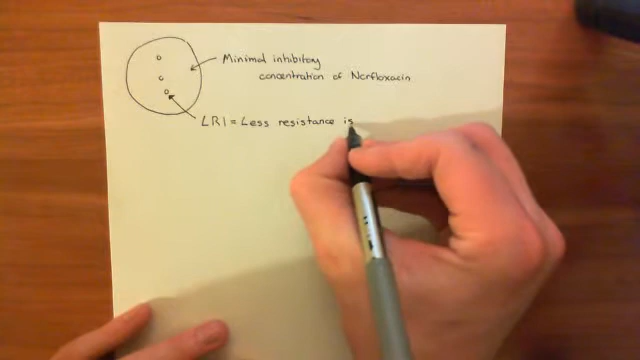 Minimal inhibitory
concentration of Norfloxacin
LRI = Less resistance is